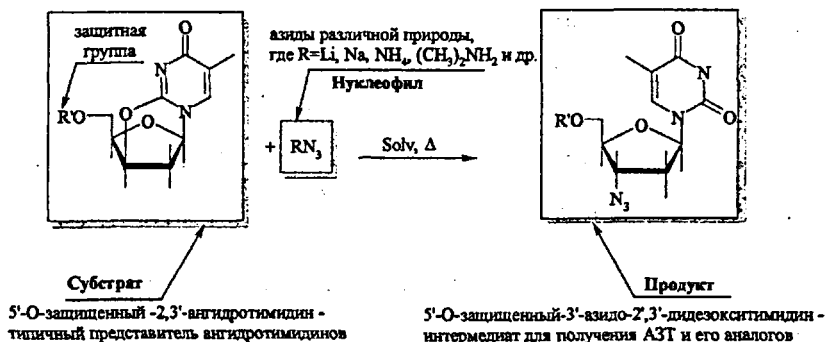 защитная
группа
азиды различной природы,
где R=Li, Na, NH₄, (CH₃)₂NH₂ и др.
Нуклеофил
O
N
N
O
O
R'O
+
RN₃
Solv, Δ
O
N
N
O
R'O
O
N₃
Субстрат
Продукт
5'-O-защищенный -2,3'-ангидротимидин -
типичный представитель ангидротимидинов
5'-O-защищенный-3'-азидо-2',3'-дидезокситимидин -
интермедиат для получения АЗТ и его аналогов